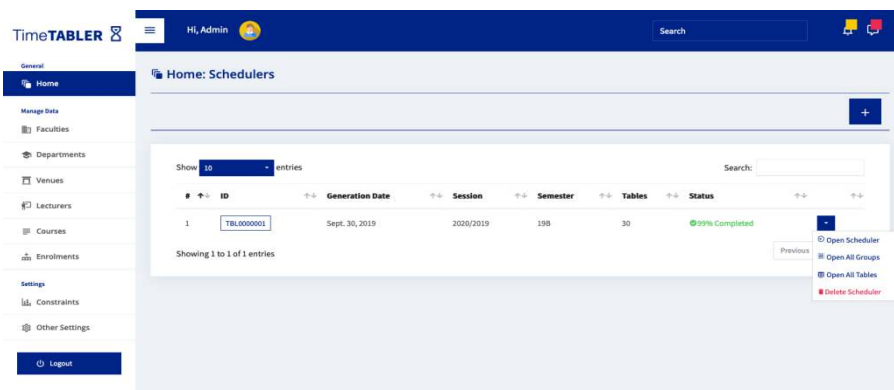 TimeTABLER
Hi, Admin
Search
General
Home
Manage Data
Faculties
Departments
Venues
Lecturers
Courses
Enrolments
Settings
Constraints
Other Settings
Logout
Home: Schedulers
+
Show 10 entries
Search:
# ID Generation Date Session Semester Tables Status
1 TBL0000001 Sept. 30, 2019 2020/2019 19B 30 99% Completed
Showing 1 to 1 of 1 entries
Previous
Open Scheduler
Open All Groups
Open All Tables
Delete Scheduler